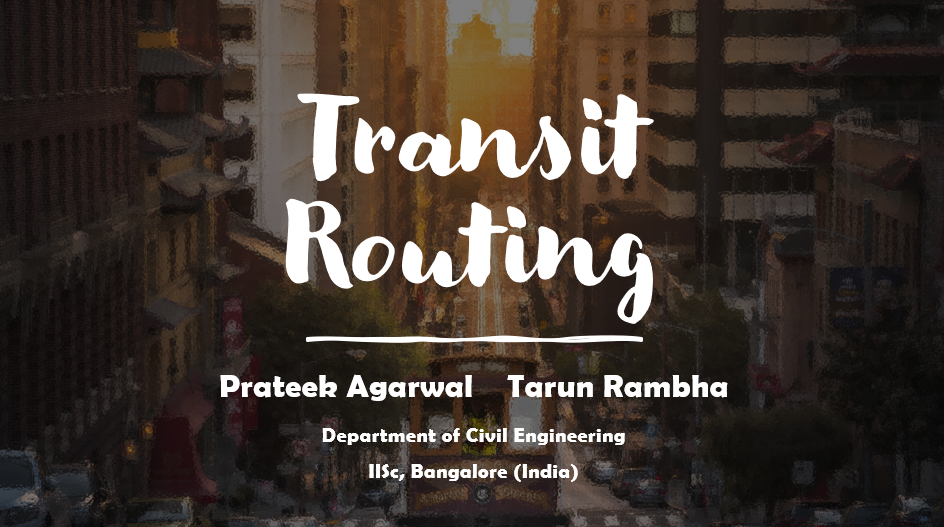 Transit
Routing
Prateek Agarwal Tarun Rambha
Department of Civil Engineering
IISc, Bangalore (India)